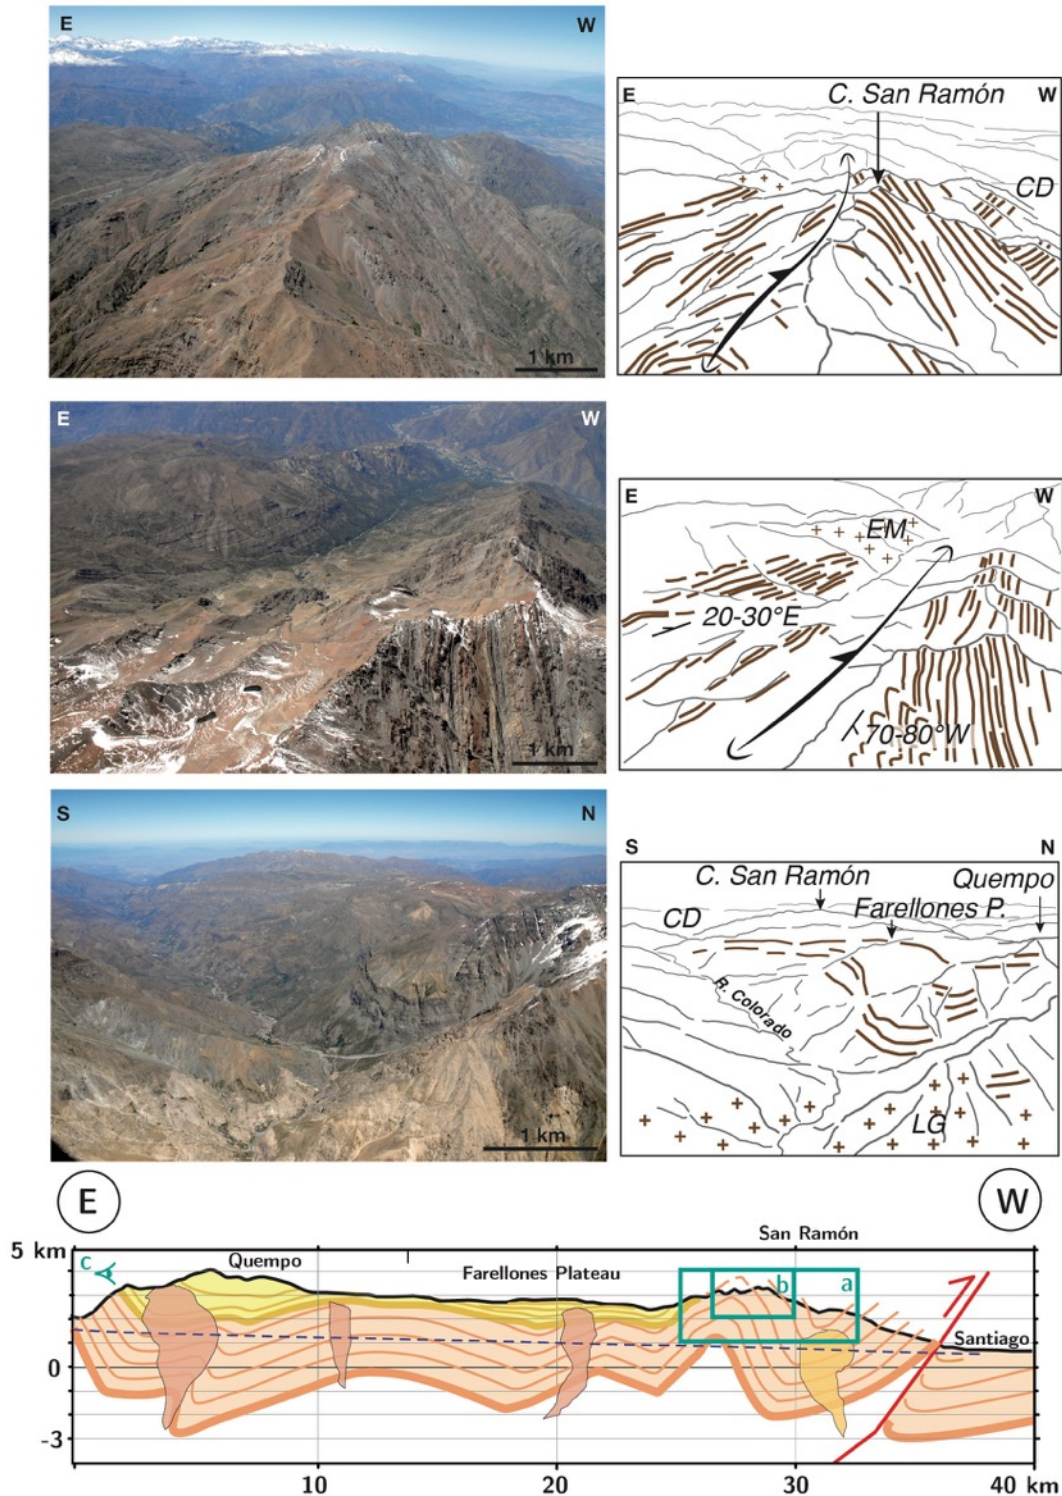 E W
1 km
E C. San Ramón W
CD
E W
1 km
E W
EM
20-30°E
70-80°W
S N
1 km
S N
C. San Ramón Quempo
CD Farellones P.
R. Colorado
LG
E W
San Ramón
5 km
c Quempo Farellones Plateau b a
Santiago
0
-3
10 20 30 40 km